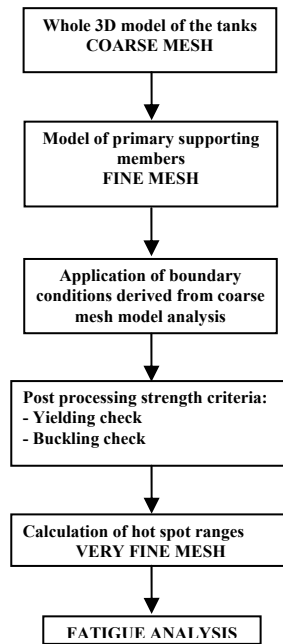 Whole 3D model of the tanks
COARSE MESH
Model of primary supporting
members
FINE MESH
Application of boundary
conditions derived from coarse
mesh model analysis
Post processing strength criteria:
- Yielding check
- Buckling check
Calculation of hot spot ranges
VERY FINE MESH
FATIGUE ANALYSIS